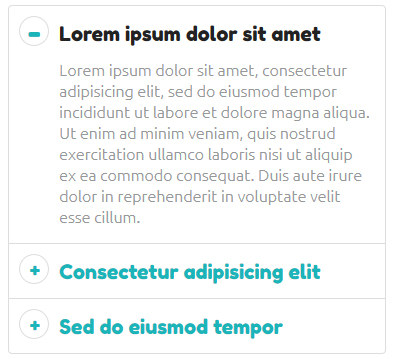 Lorem ipsum dolor sit amet
Lorem ipsum dolor sit amet, consectetur
adipisicing elit, sed do eiusmod tempor
incididunt ut labore et dolore magna aliqua.
Ut enim ad minim veniam, quis nostrud
exercitation ullamco laboris nisi ut aliquip
ex ea commodo consequat. Duis aute irure
dolor in reprehenderit in voluptate velit
esse cillum.
Consectetur adipisicing elit
Sed do eiusmod tempor